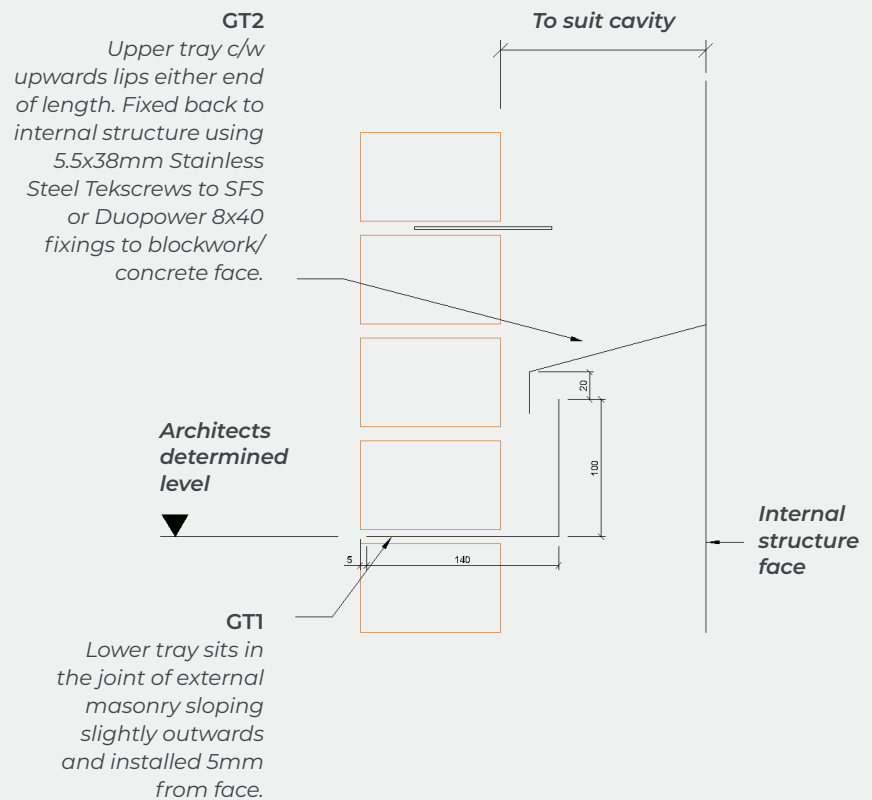 GT2
Upper tray c/w
upwards lips either end
of length. Fixed back to
internal structure using
5.5x38mm Stainless
Steel Tekscrews to SFS
or Duopower 8x40
fixings to blockwork/
concrete face.
To suit cavity
20
100
Architects
determined
level
5
140
Internal
structure
face
GT1
Lower tray sits in
the joint of external
masonry sloping
slightly outwards
and installed 5mm
from face.